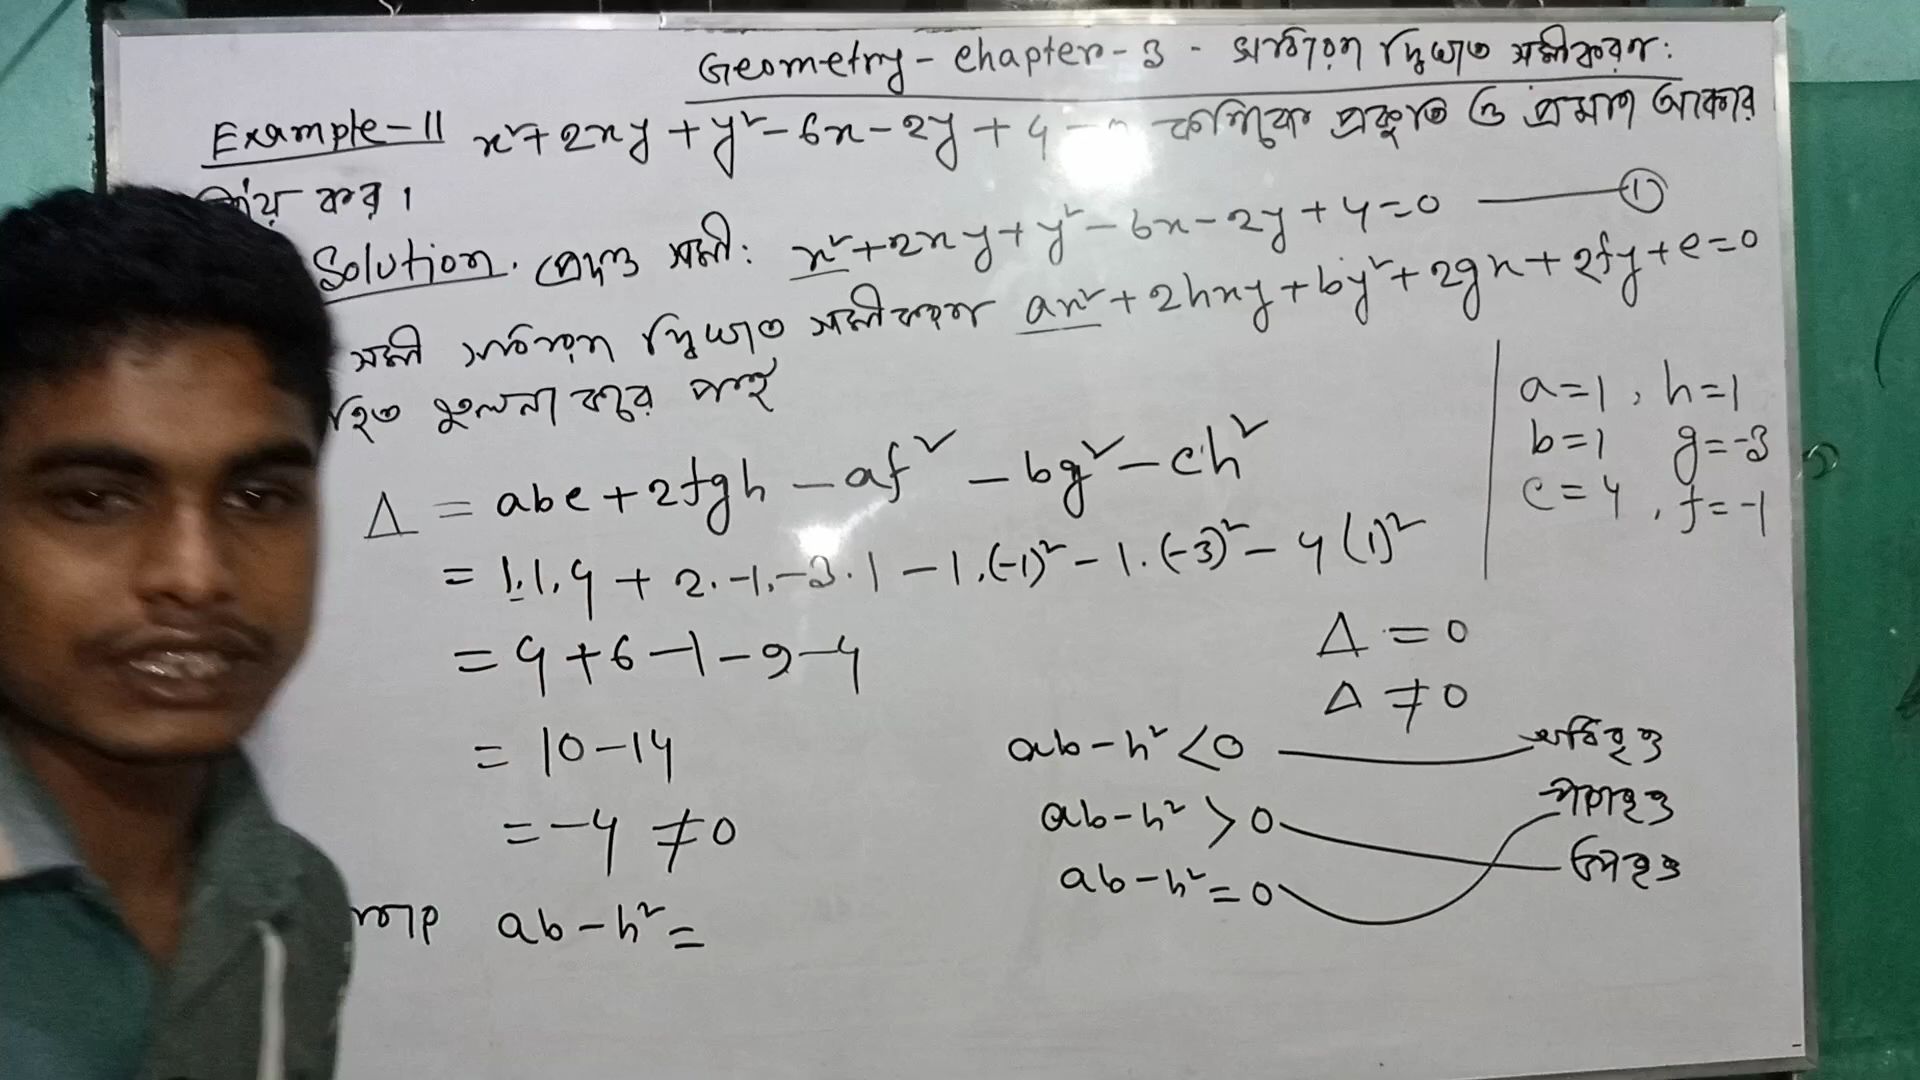 Geometry - chapter - 3 - সাধারণ দ্বিঘাত সমীকরণ:
Example-11 x²+2xy+y²-6x-2y+4 কণিকের প্রকৃতি ও প্রমাণ আকার
র্ণয় কর।
Solution. প্রদত্ত সমী: x²+2xy+y²-6x-2y+4=0 ——— ①
সমী সাধারণ দ্বিঘাত সমীকরণ ax²+2hxy+by²+2gx+2fy+c=0
হিত তুলনা করে পাই
a=1, h=1
b=1 g=-3
c=4, f=-1
Δ = abc+2fgh-af²-bg²-ch²
= 1.1.4+2.-1.-3.1-1.(-1)²-1.(-3)²-4(1)²
= 4+6-1-9-4
= 10-14
= -4 ≠0
Δ=0
Δ≠0
ab-h²<0 ——— অধিবৃত্ত
ab-h²>0
ab-h²=0
পরাবৃত্ত
উপবৃত্ত
ab-h²=